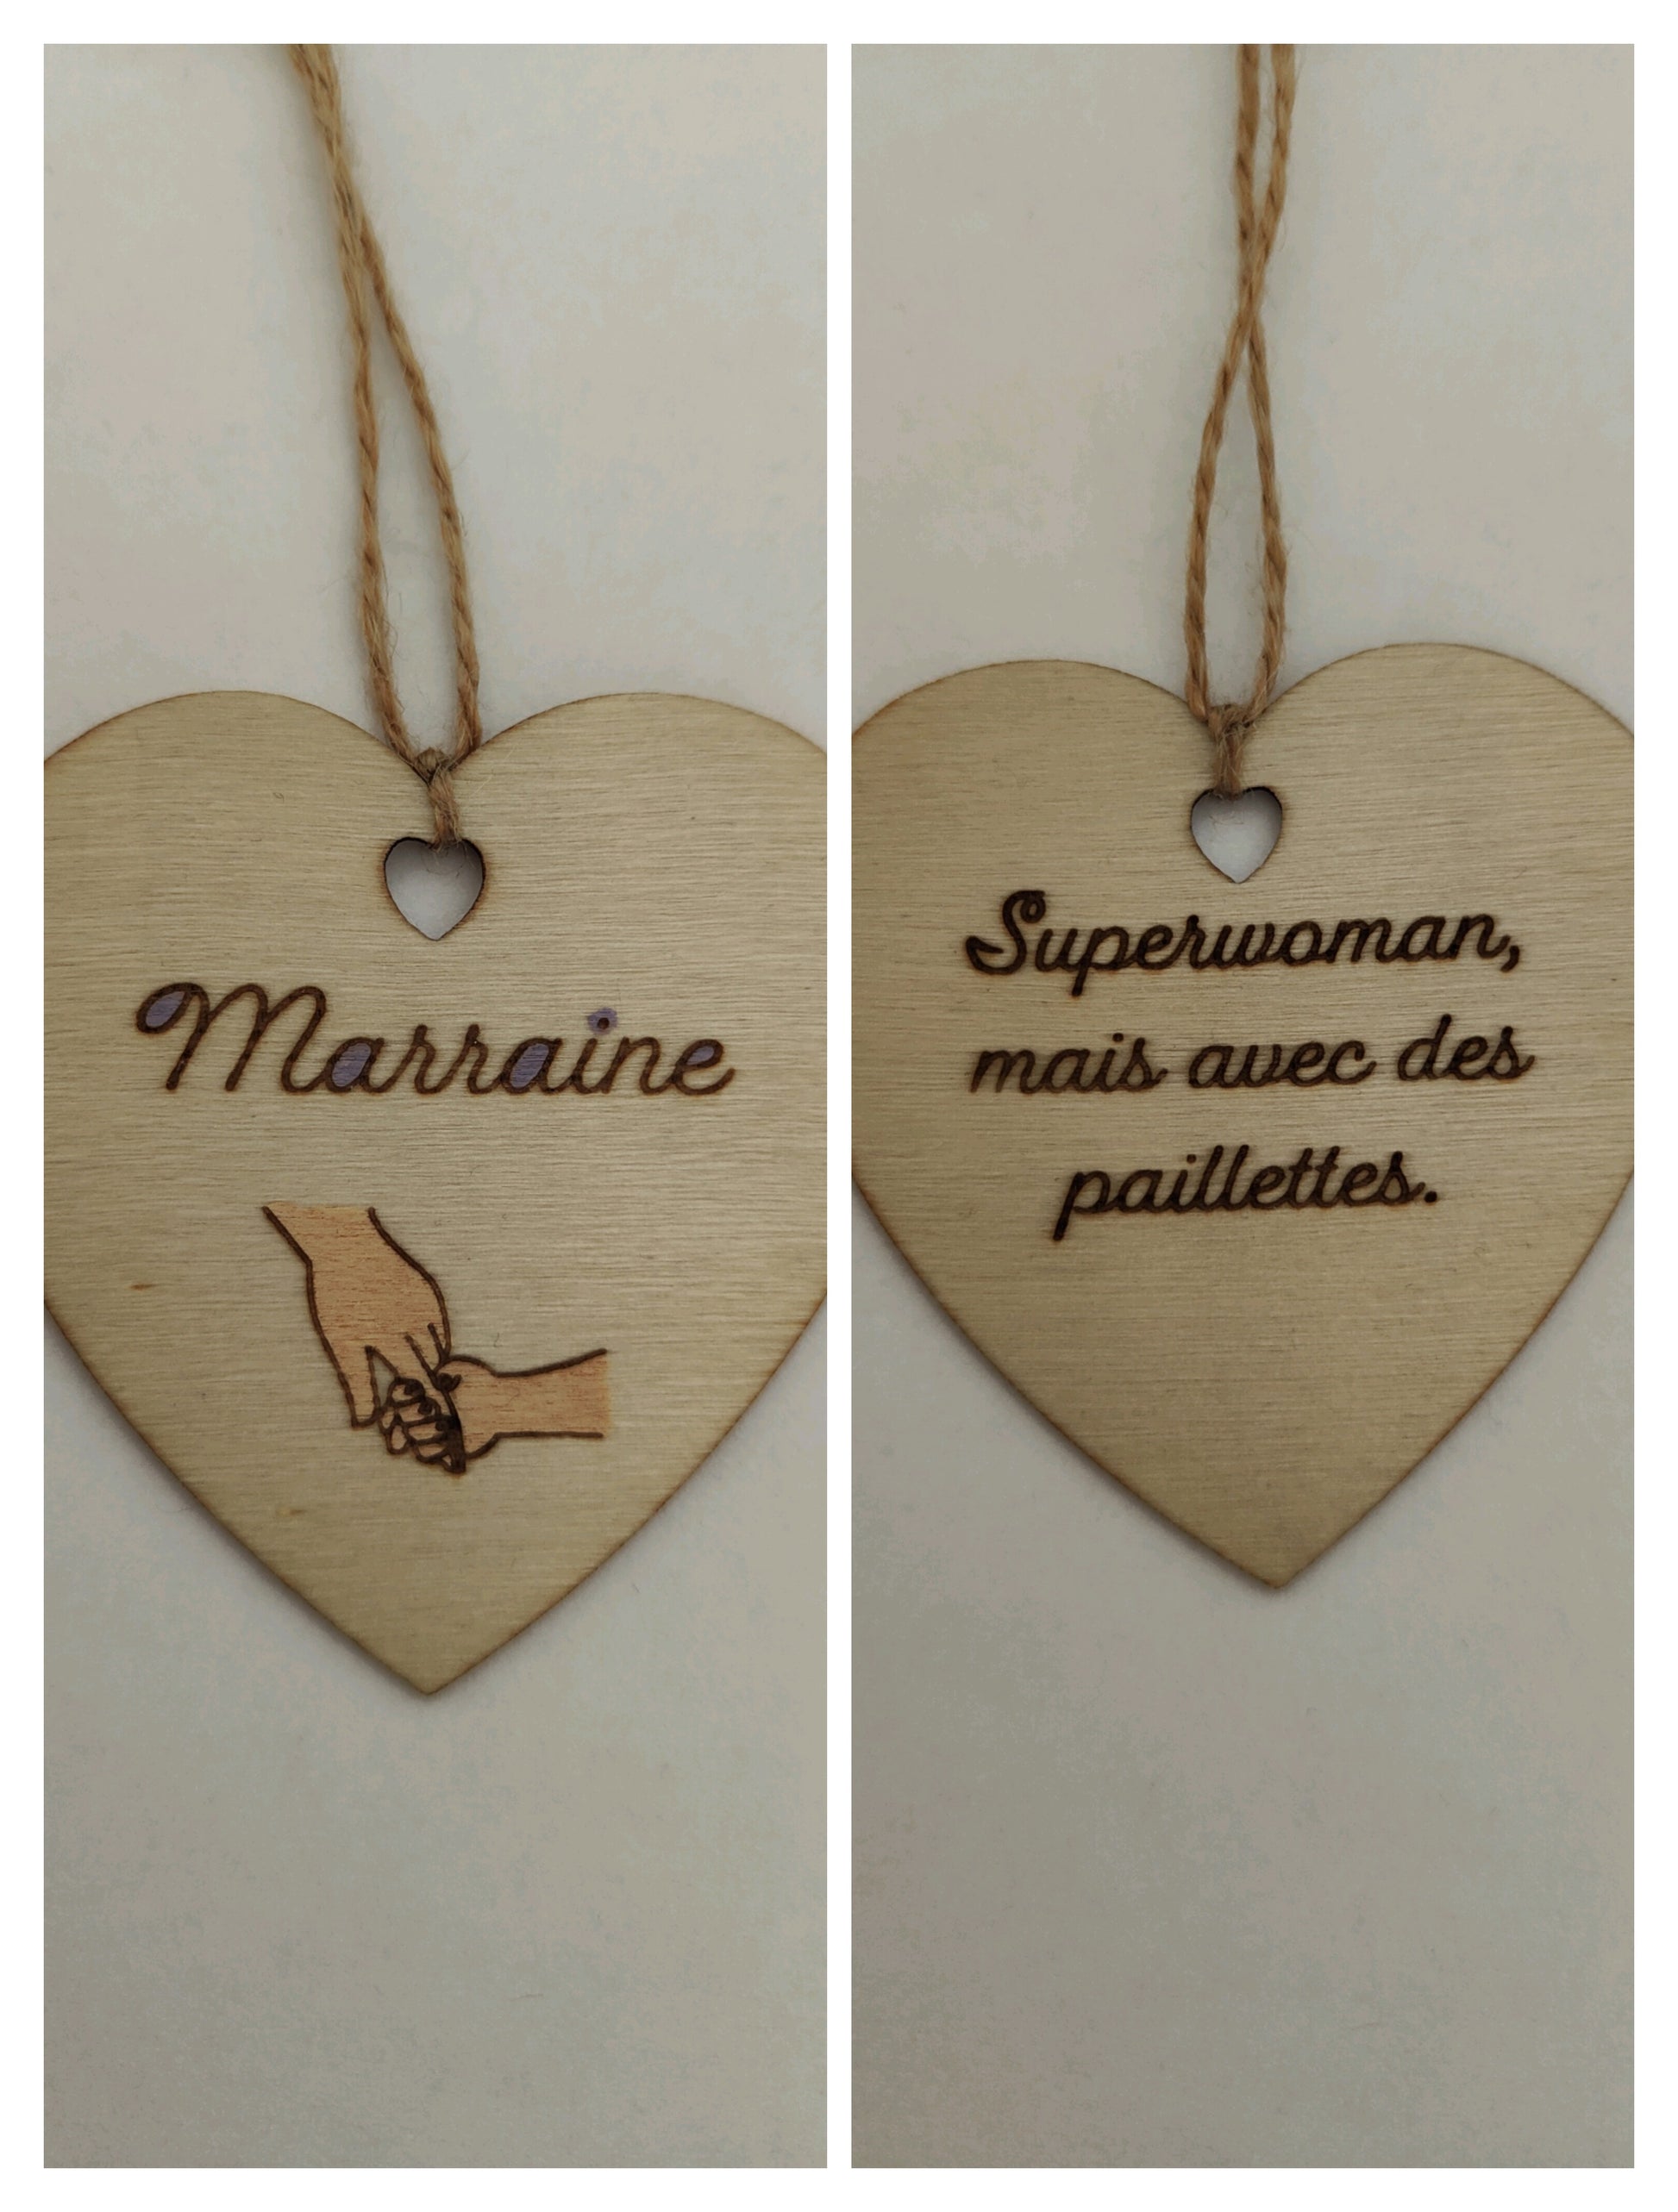 Marraine
Superwoman,
mais avec des
paillettes.